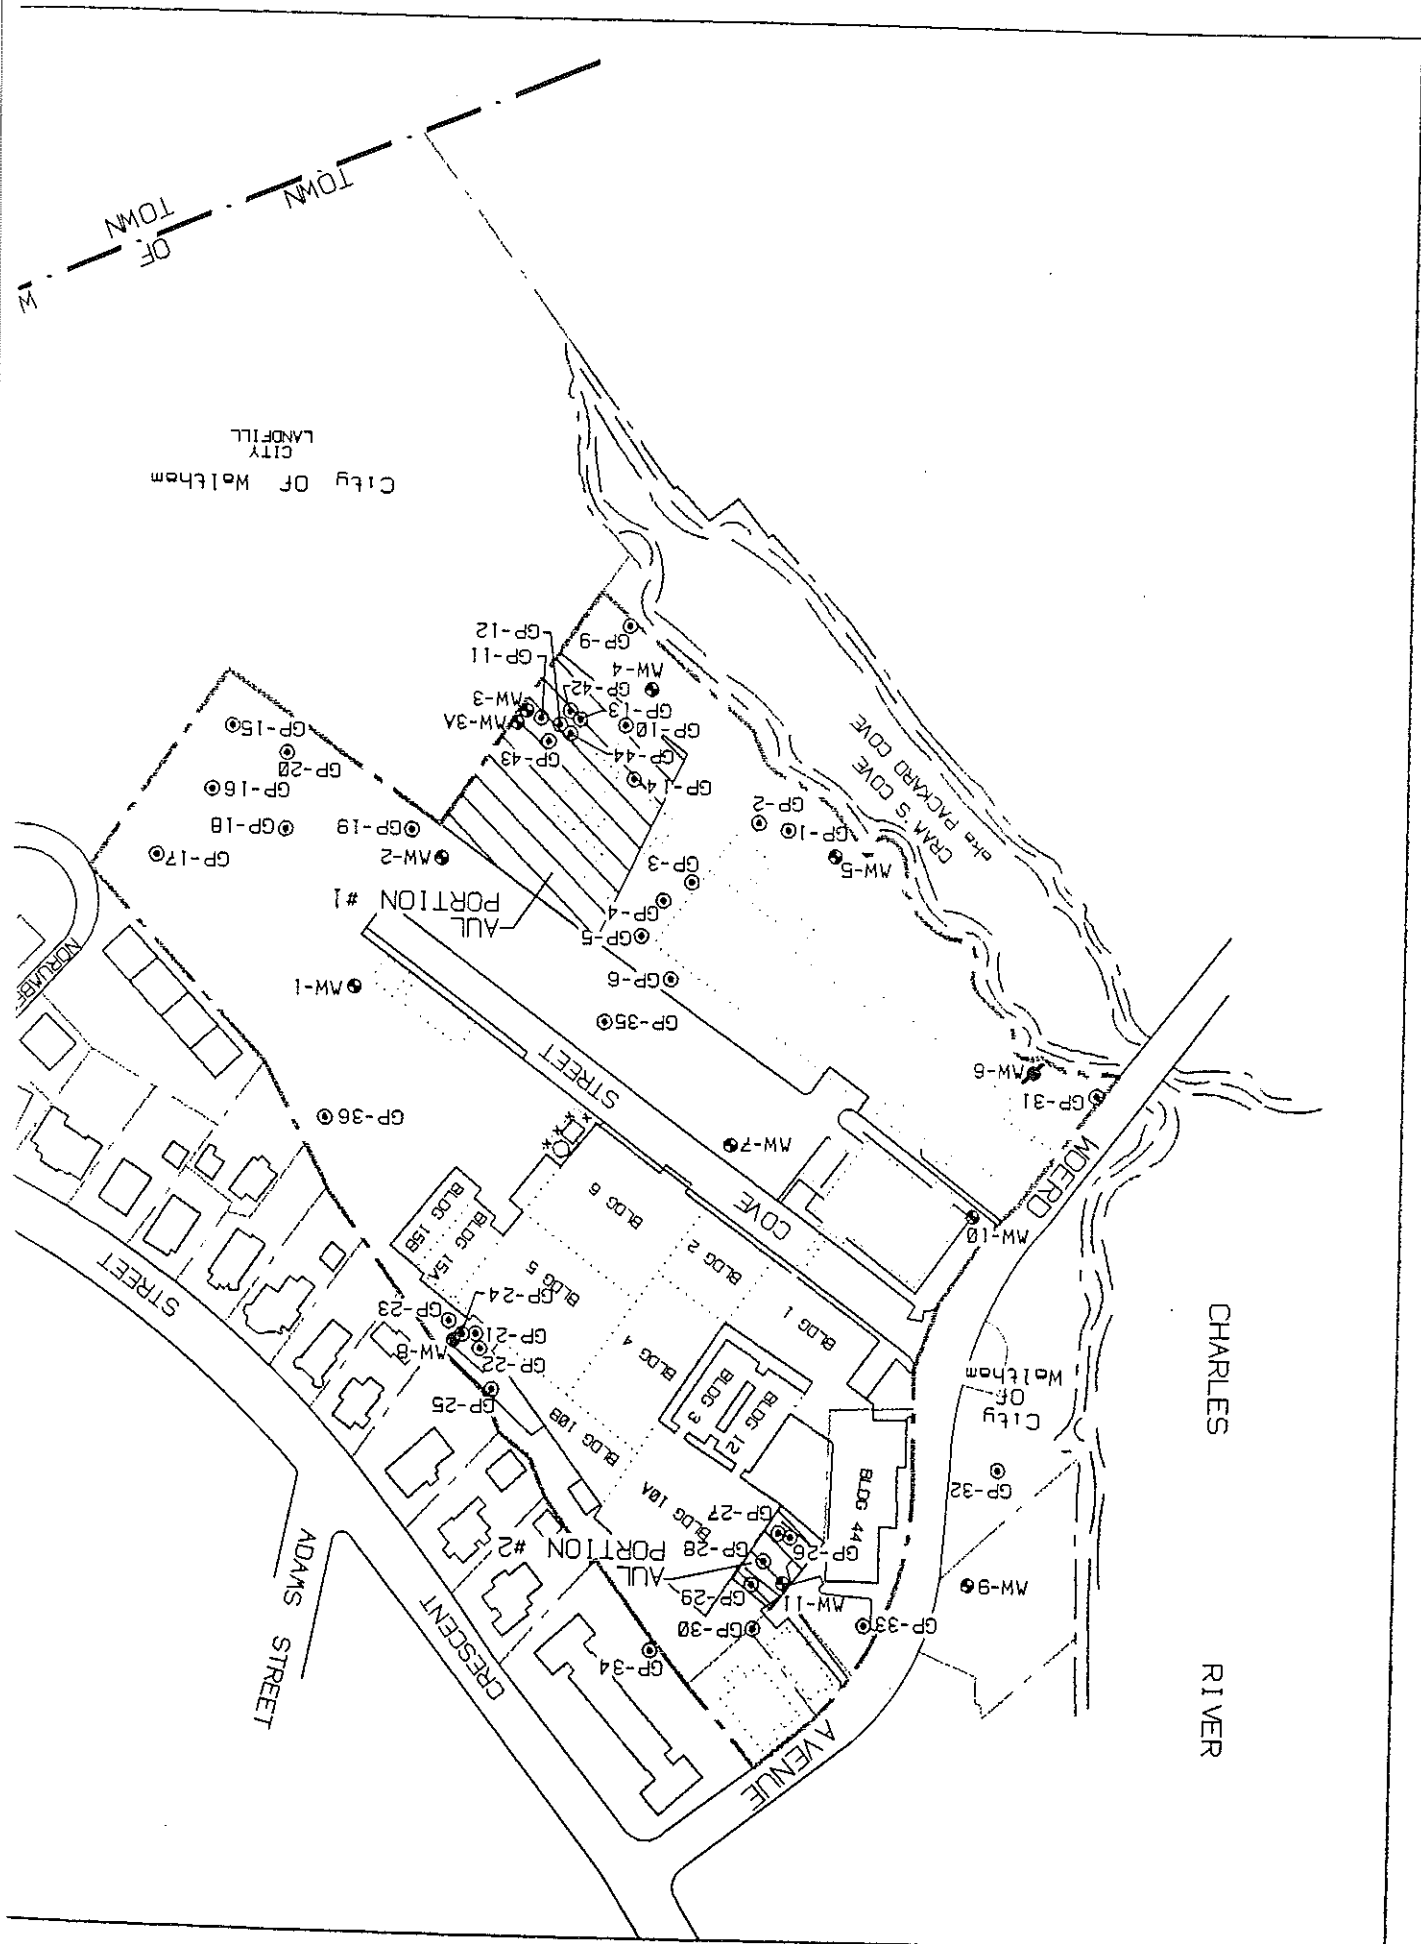 TOWN
OF
TOWN
W
City OF Waltham
CITY
LANDFILL
GP-12
GP-11
GP-9
MW-4
GP-42
MW-3
MW-3A
GP-13
GP-10
GP-43
GP-44
GP-14
GP-15
GP-20
GP-16
GP-18
GP-19
GP-17
MW-2
AUL
PORTION #1
GP-2
GP-1
MW-5
GP-3
GP-4
GP-5
GP-6
GP-35
CRAM'S COVE
aka PACKARD COVE
MW-1
GP-36
NORUMBE
MW-6
GP-31
MW-7
MW-10
COVE
STREET
WOERD
AVENUE
BLDG 6
BLDG 2
BLDG 1
BLDG 5
BLDG 4
BLDG 15B
BLDG 15A
BLDG 3
BLDG 12
BLDG 10B
BLDG 10A
BLDG 44
GP-23
GP-24
GP-21
GP-22
MW-8
GP-25
GP-27
GP-26
GP-28
AUL
PORTION #2
GP-29
MW-11
GP-30
GP-33
GP-34
GP-32
MW-9
City
OF
Waltham
CRESCENT
STREET
ADAMS STREET
CHARLES RIVER